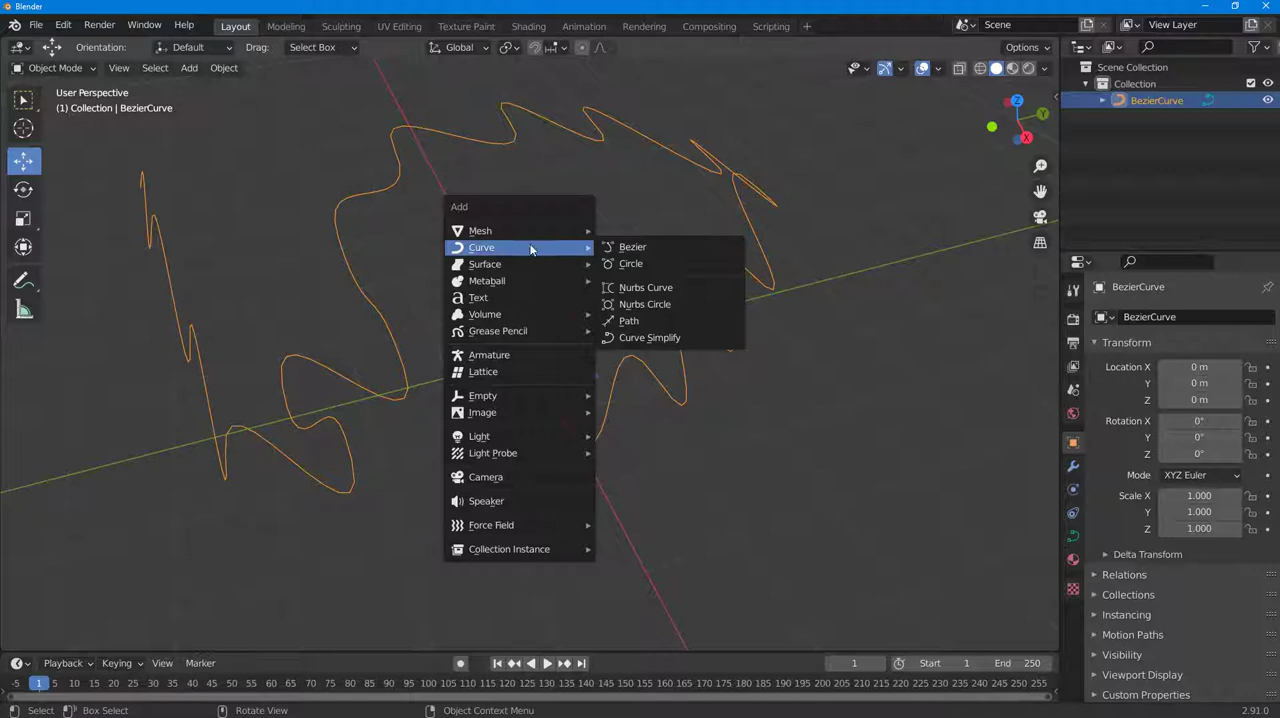 Blender
File Edit Render Window Help Layout Modeling Sculpting UV Editing Texture Paint Shading Animation Rendering Compositing Scripting + Scene View Layer
Orientation: Default Drag: Select Box Global Options
Object Mode View Select Add Object
User Perspective
(1) Collection | BezierCurve
Z
Y
X
Add
Mesh
Curve
Surface
Metaball
Text
Volume
Grease Pencil
Armature
Lattice
Empty
Image
Light
Light Probe
Camera
Speaker
Force Field
Collection Instance
Bezier
Circle
Nurbs Curve
Nurbs Circle
Path
Curve Simplify
Scene Collection
Collection
BezierCurve
BezierCurve
BezierCurve
Transform
Location X 0 m
Y 0 m
Z 0 m
Rotation X 0°
Y 0°
Z 0°
Mode XYZ Euler
Scale X 1.000
Y 1.000
Z 1.000
Delta Transform
Relations
Collections
Instancing
Motion Paths
Visibility
Viewport Display
Custom Properties
Playback Keying View Marker 1 Start 1 End 250
-5 1 5 10 15 20 25 30 35 40 45 50 55 60 65 70 75 80 85 90 95 100 105 110 115 120 125 130 135 140 145 150 155 160 165 170 175 180 185 190 195 200 205 210 215 220 225 230 235 240 245 250 255
Select Box Select Rotate View Object Context Menu 2.91.0